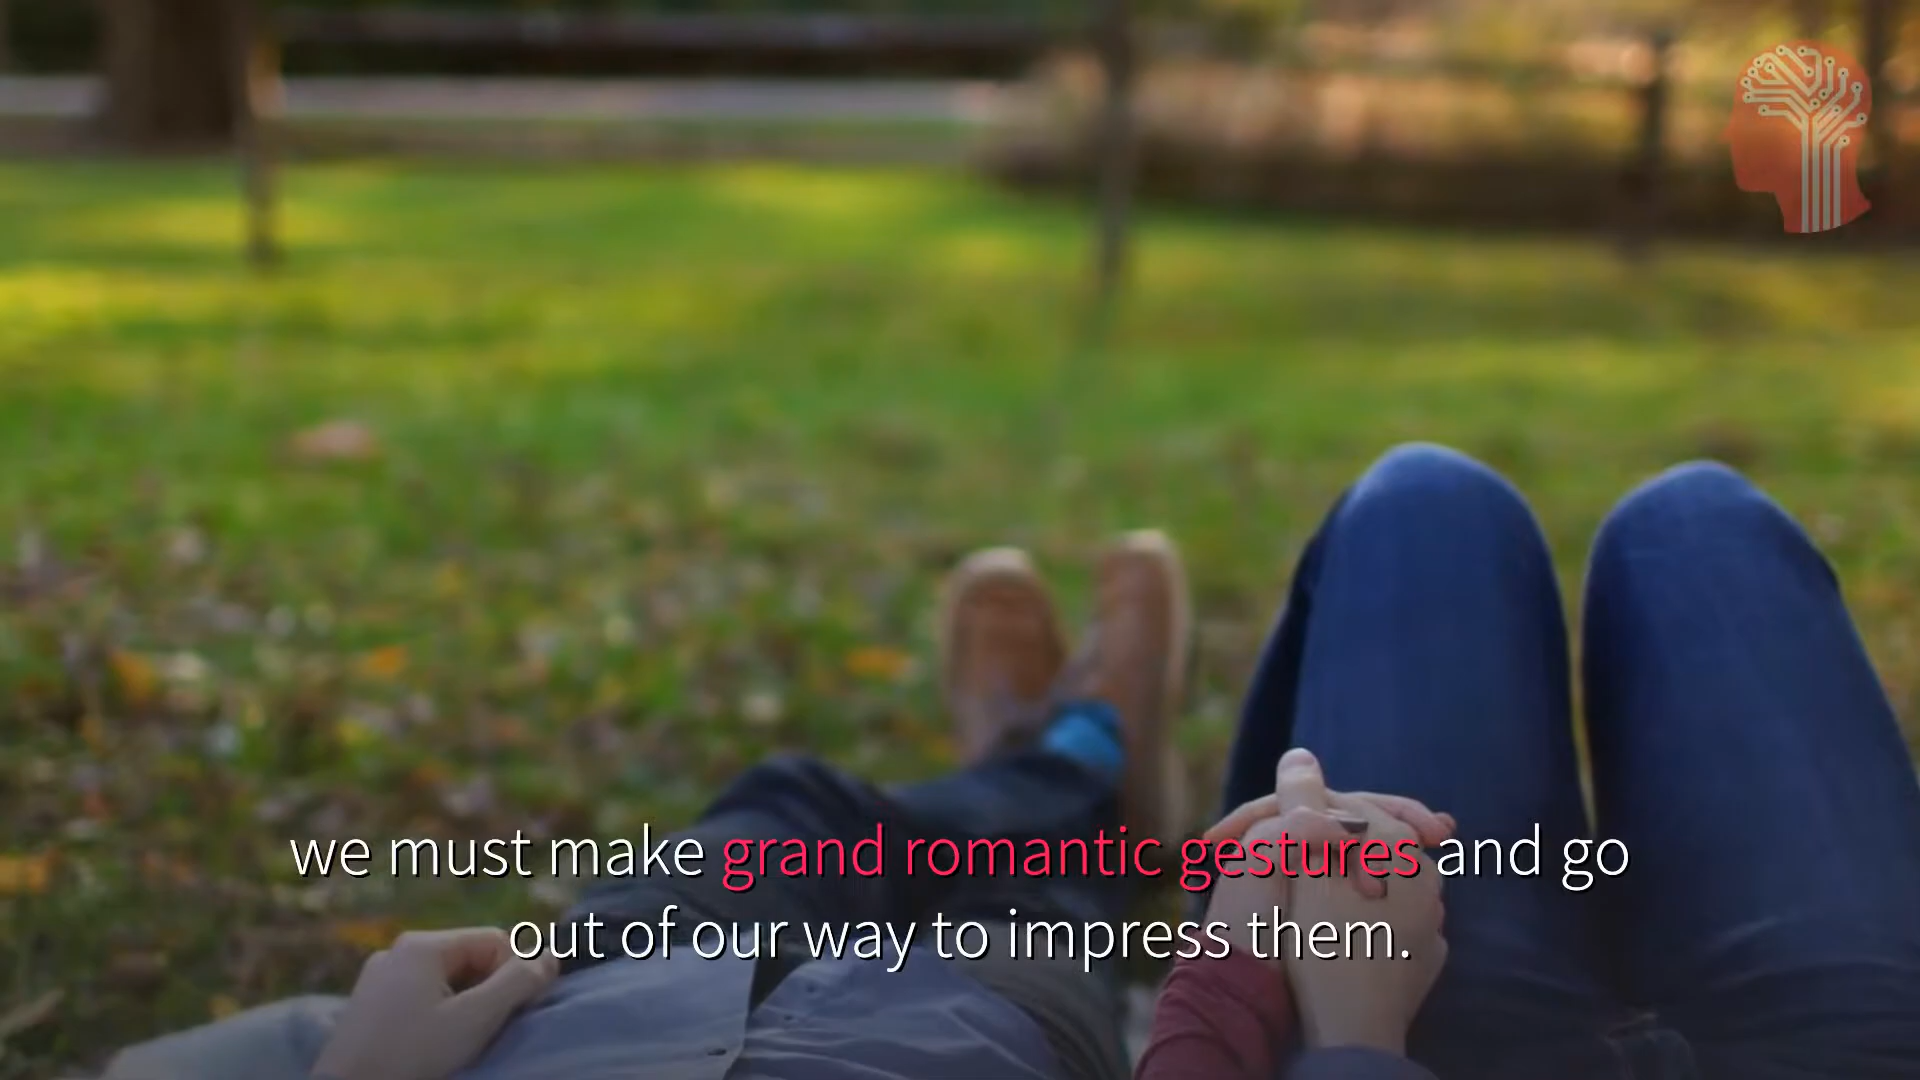 we must make grand romantic gestures and go
out of our way to impress them.